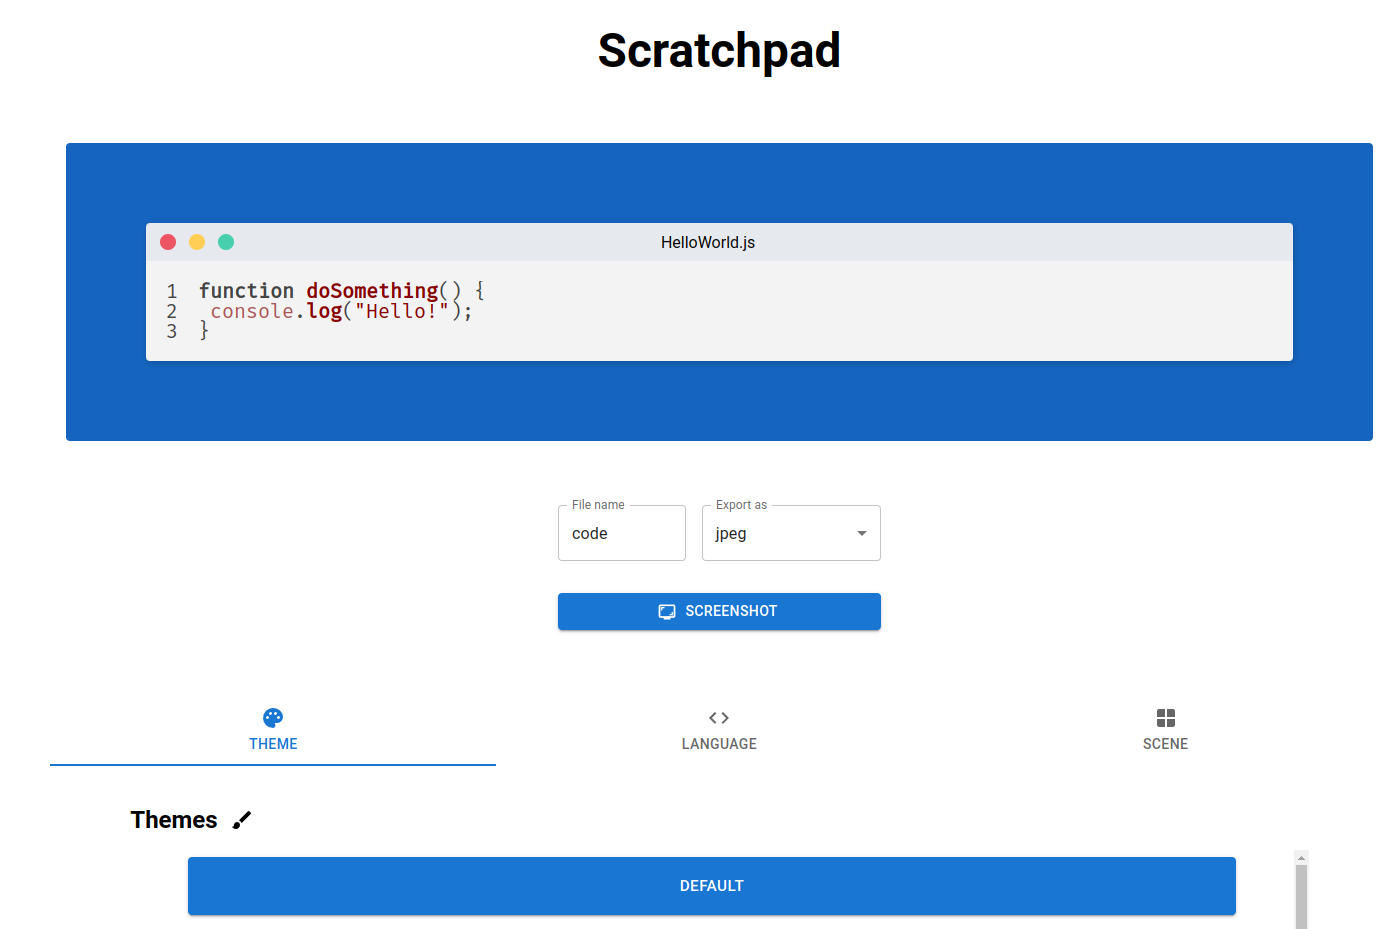 Scratchpad
HelloWorld.js
1 function doSomething() {
2  console.log("Hello!");
3 }
File name
code
Export as
jpeg
SCREENSHOT
THEME
LANGUAGE
SCENE
Themes
DEFAULT